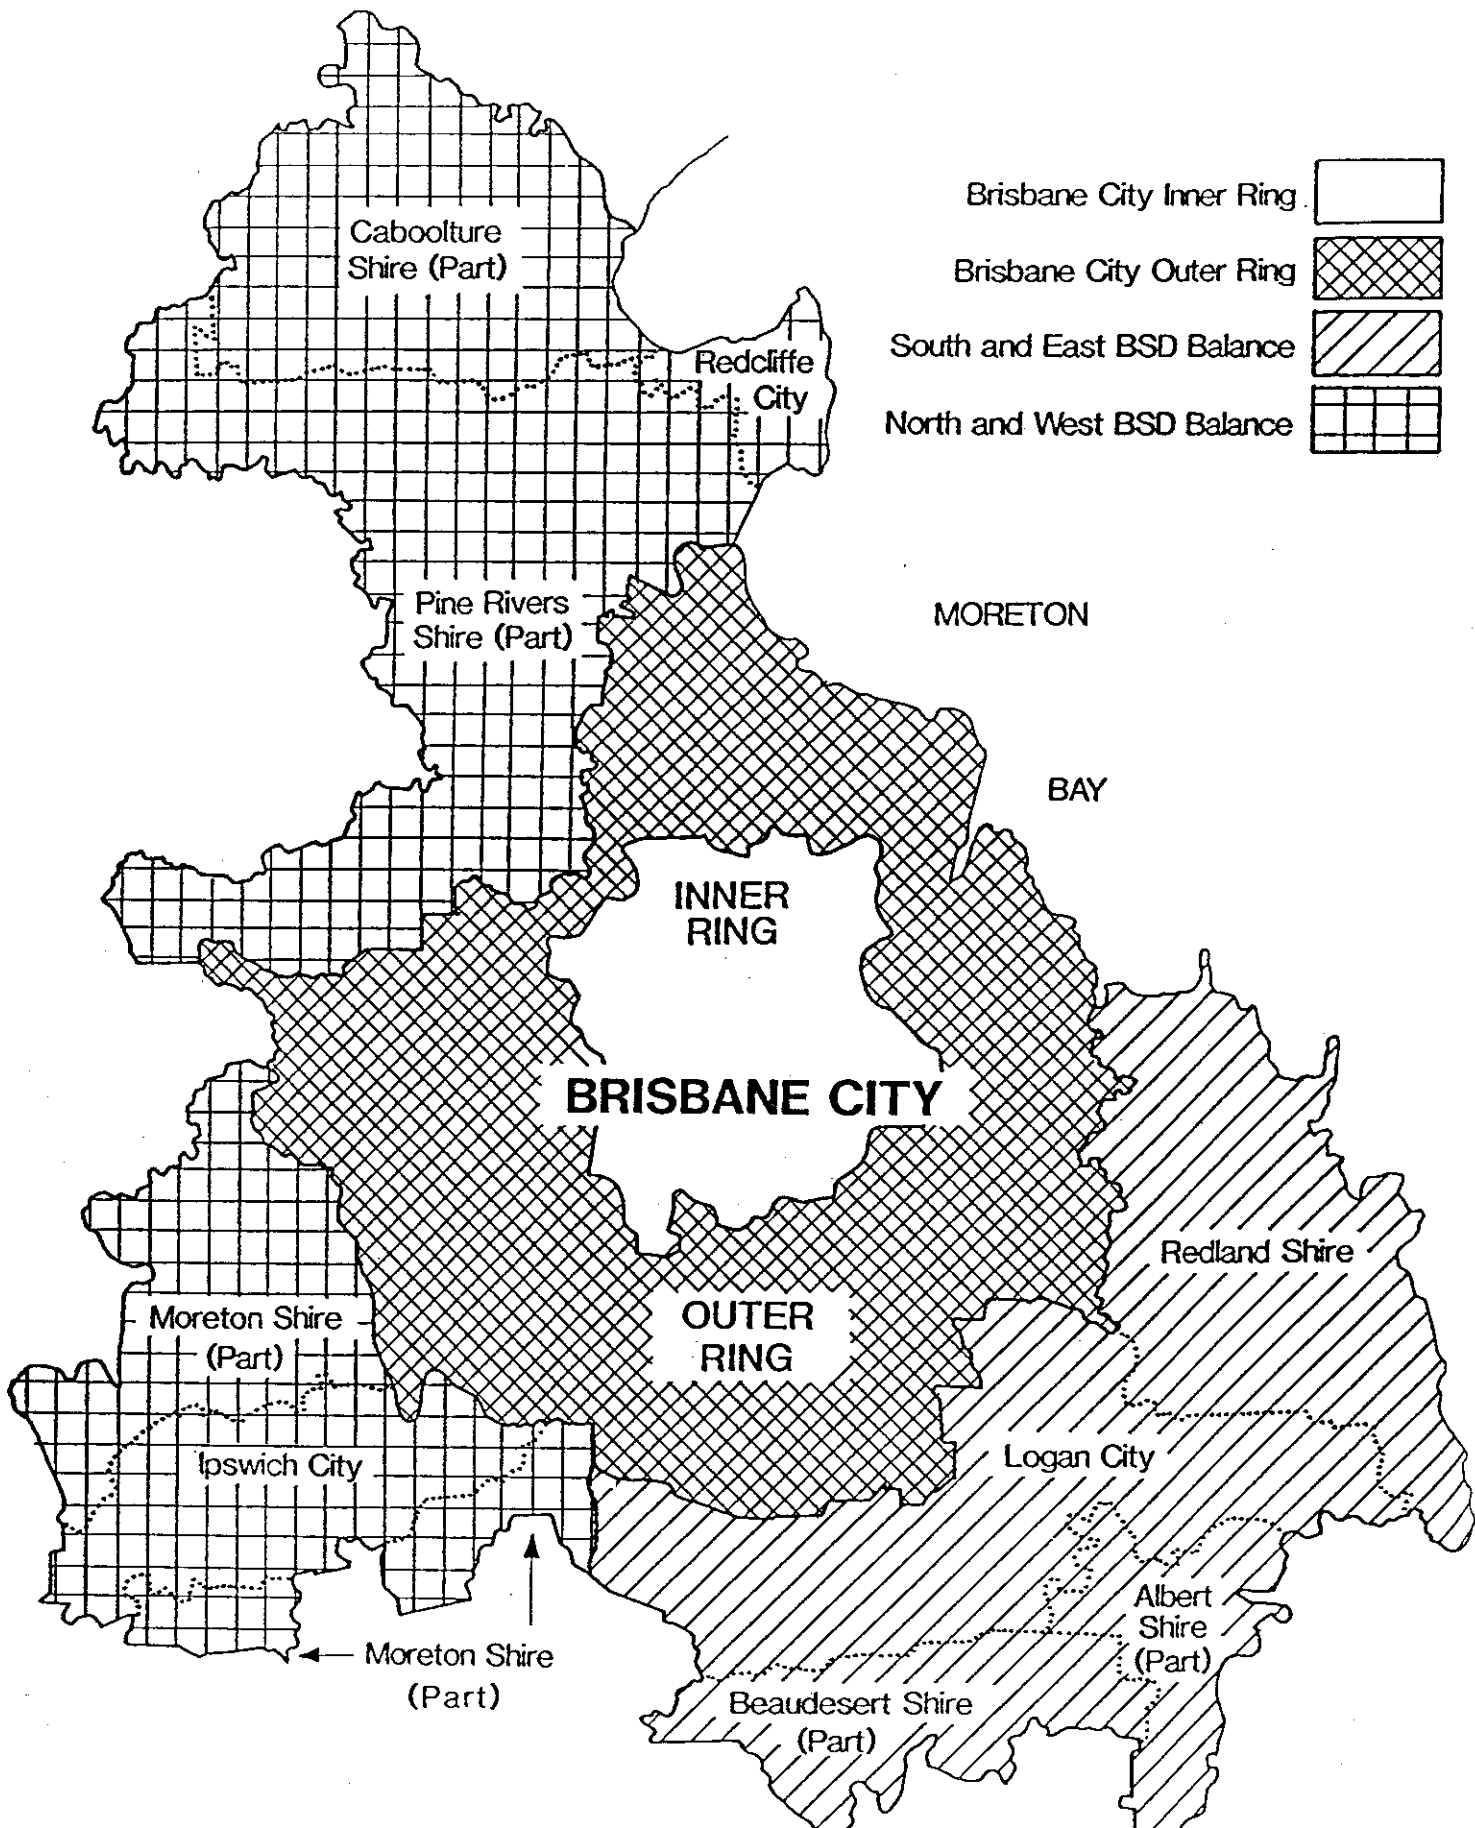 Brisbane City Inner Ring
Brisbane City Outer Ring
South and East BSD Balance
North and West BSD Balance
Caboolture
Shire (Part)
Redcliffe
City
Pine Rivers
Shire (Part)
MORETON
BAY
INNER
RING
BRISBANE CITY
Redland Shire
Moreton Shire
(Part)
OUTER
RING
Ipswich City
Logan City
Albert
Shire
(Part)
Moreton Shire
(Part)
Beaudesert Shire
(Part)